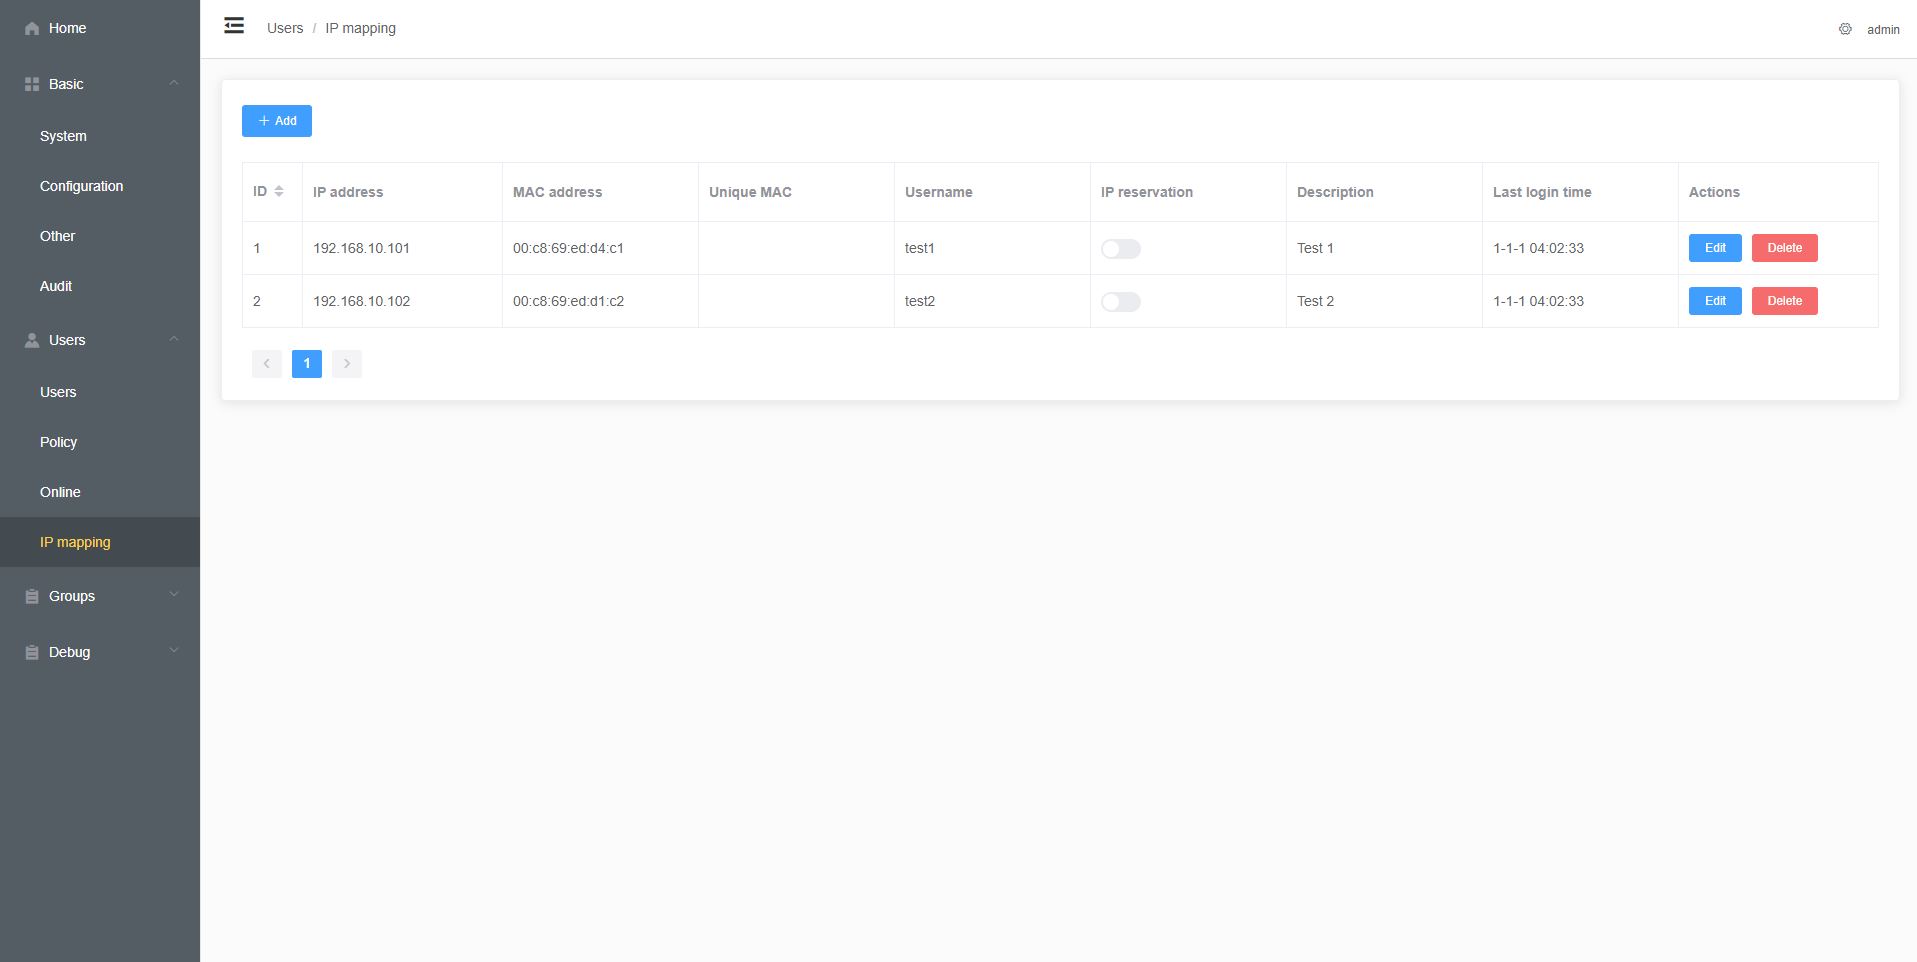 Home
Basic
System
Configuration
Other
Audit
Users
Users
Policy
Online
IP mapping
Groups
Debug
Users / IP mapping
admin
+ Add
ID IP address MAC address Unique MAC Username IP reservation Description Last login time Actions
1 192.168.10.101 00:c8:69:ed:d4:c1 test1 Test 1 1-1-1 04:02:33 Edit Delete
2 192.168.10.102 00:c8:69:ed:d1:c2 test2 Test 2 1-1-1 04:02:33 Edit Delete
< 1 >